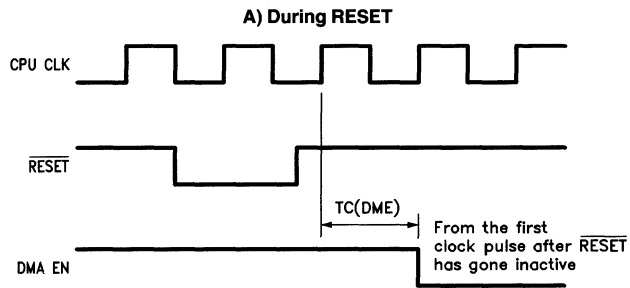 A) During RESET
CPU CLK
RESET
TC(DME)
From the first
clock pulse after RESET
has gone inactive
DMA EN